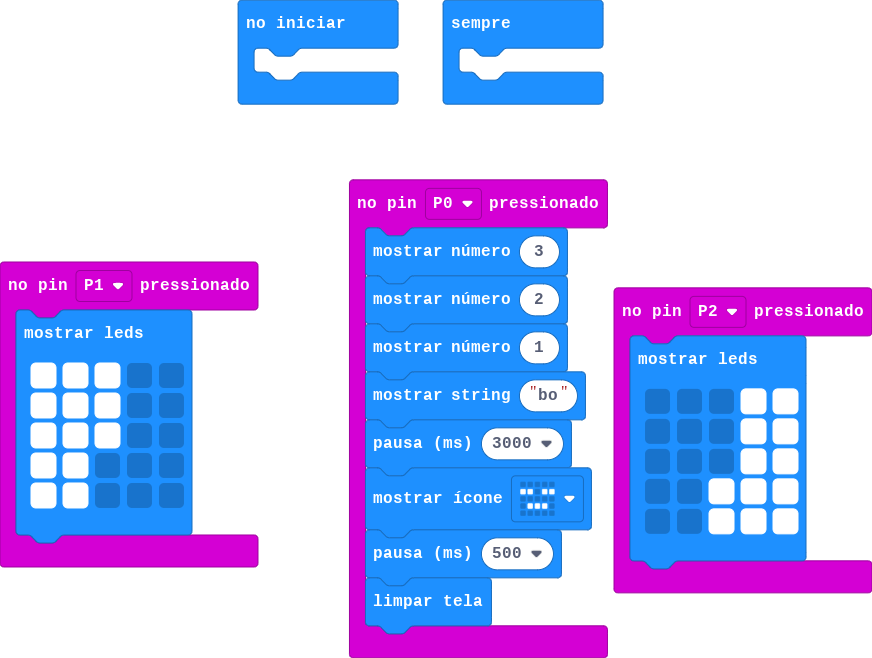 no iniciar
sempre
no pin P0 pressionado
mostrar número 3
mostrar número 2
mostrar número 1
mostrar string "bo"
pausa (ms) 3000
mostrar ícone
pausa (ms) 500
limpar tela
no pin P1 pressionado
mostrar leds
no pin P2 pressionado
mostrar leds